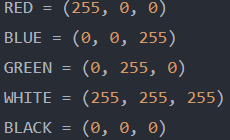 RED = (255, 0, 0)
BLUE = (0, 0, 255)
GREEN = (0, 255, 0)
WHITE = (255, 255, 255)
BLACK = (0, 0, 0)